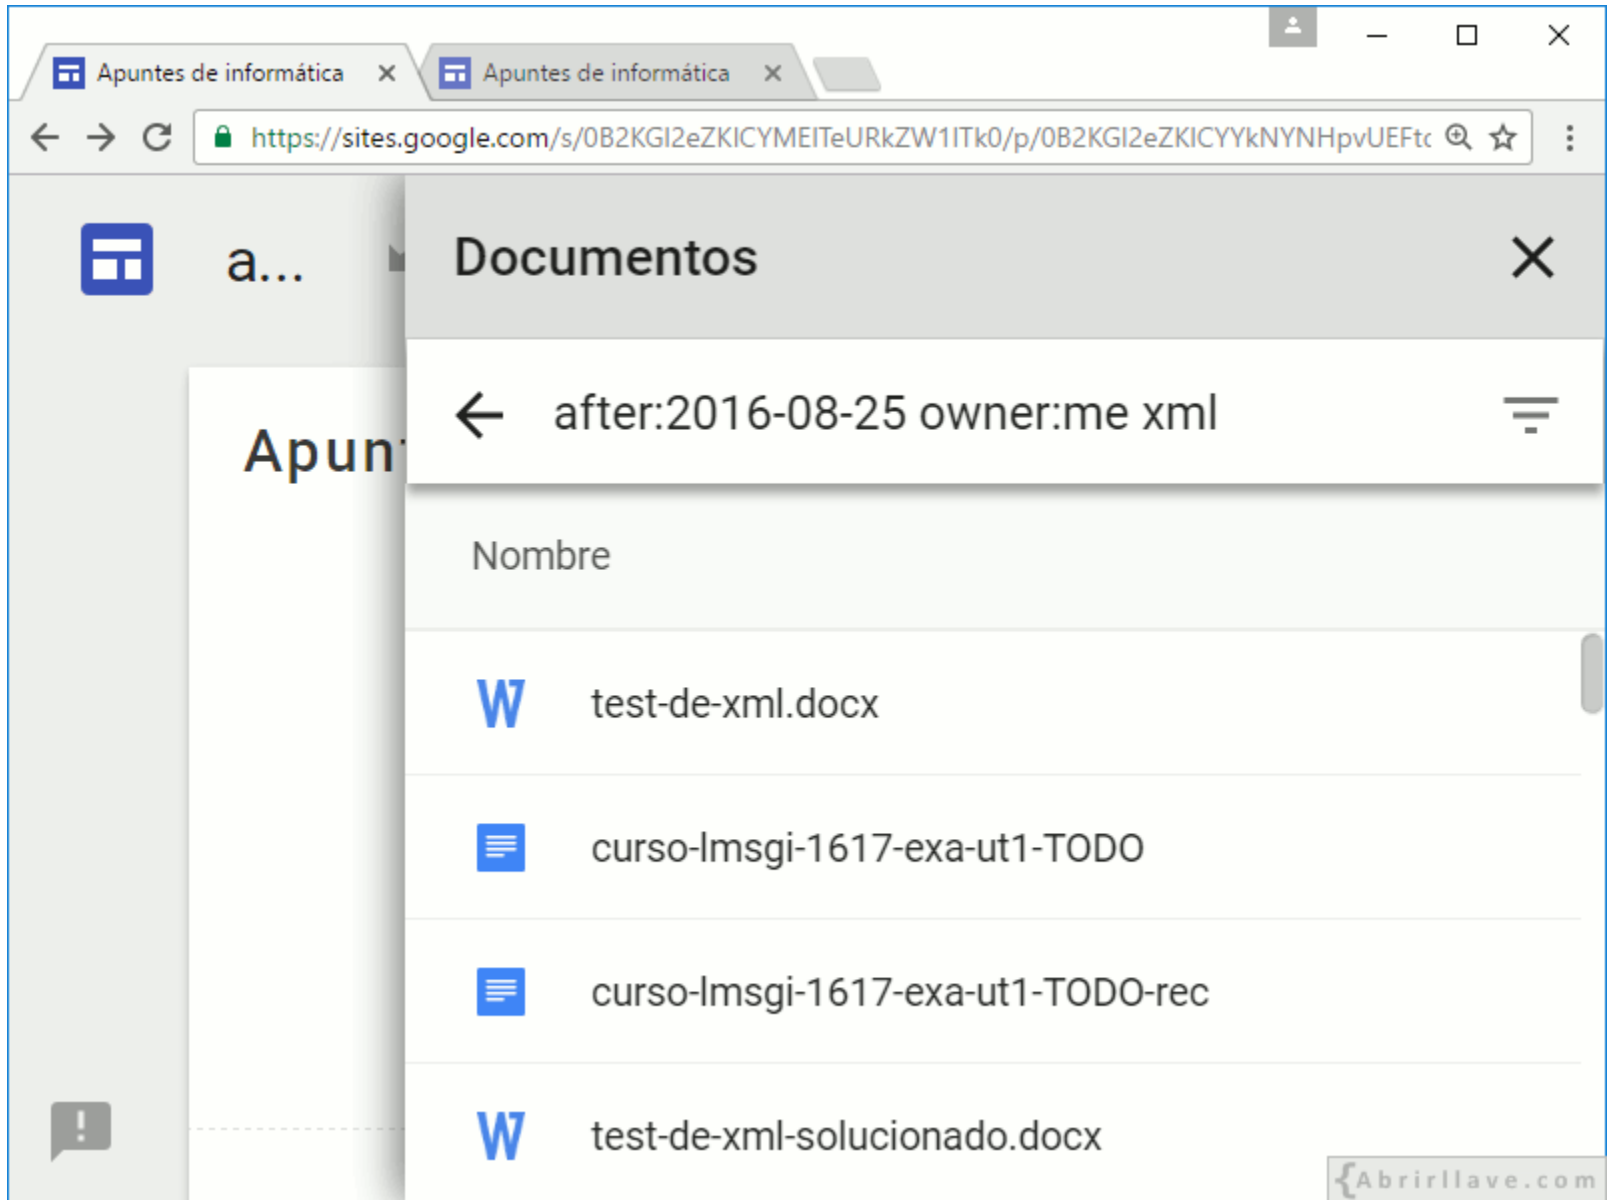 Apuntes de informática
Apuntes de informática
https://sites.google.com/s/
a...
Documentos
Apun
after:2016-08-25 owner:me xml
Nombre
test-de-xml.docx
curso-lmsgi-1617-exa-ut1-TODO
curso-lmsgi-1617-exa-ut1-TODO-rec
test-de-xml-solucionado.docx
{Abrirllave.com